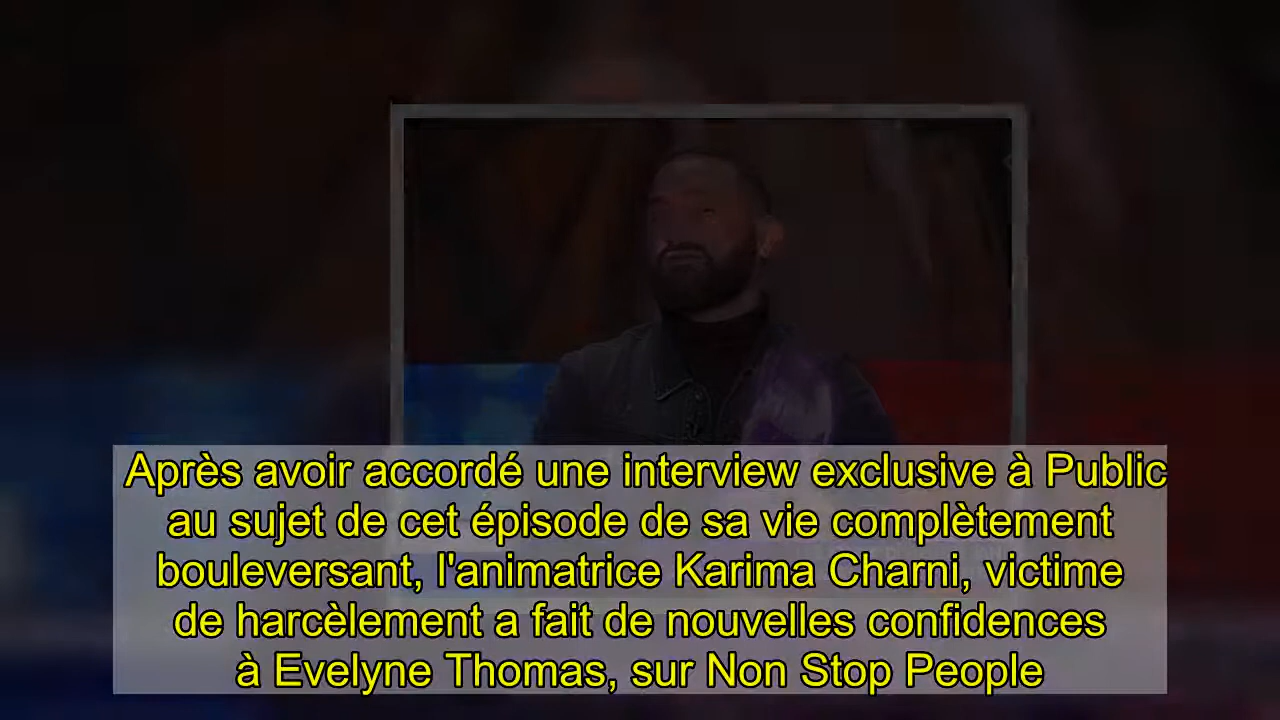 Après avoir accordé une interview exclusive à Public
au sujet de cet épisode de sa vie complètement
bouleversant, l'animatrice Karima Charni, victime
de harcèlement a fait de nouvelles confidences
à Evelyne Thomas, sur Non Stop People